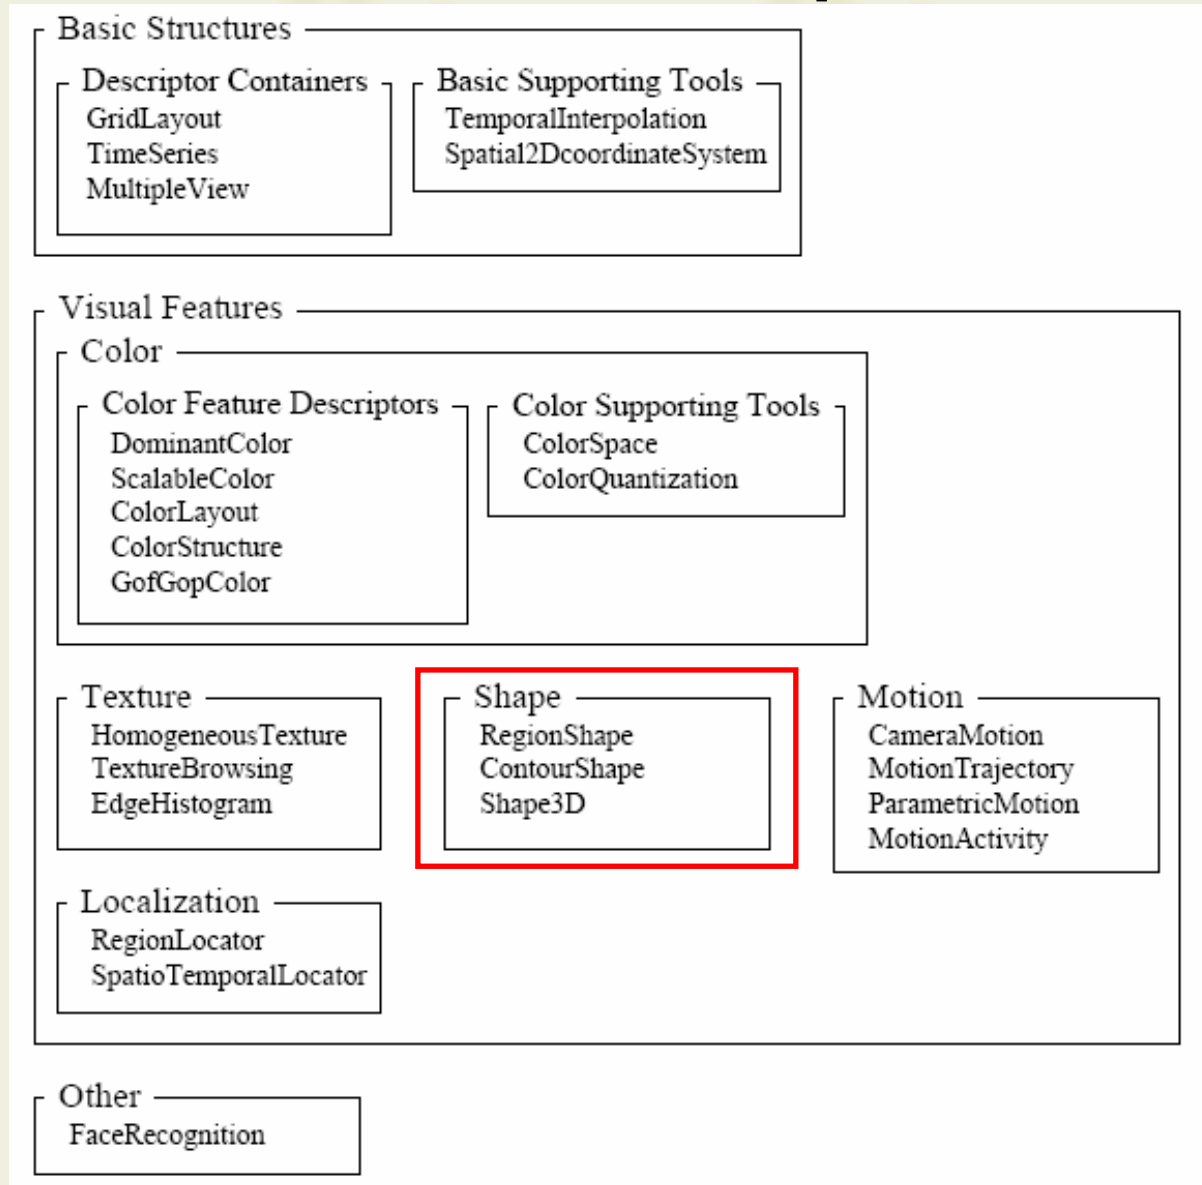 Basic Structures
Descriptor Containers
GridLayout
TimeSeries
MultipleView
Basic Supporting Tools
TemporalInterpolation
Spatial2DcoordinateSystem
Visual Features
Color
Color Feature Descriptors
DominantColor
ScalableColor
ColorLayout
ColorStructure
GofGopColor
Color Supporting Tools
ColorSpace
ColorQuantization
Texture
HomogeneousTexture
TextureBrowsing
EdgeHistogram
Shape
RegionShape
ContourShape
Shape3D
Motion
CameraMotion
MotionTrajectory
ParametricMotion
MotionActivity
Localization
RegionLocator
SpatioTemporalLocator
Other
FaceRecognition